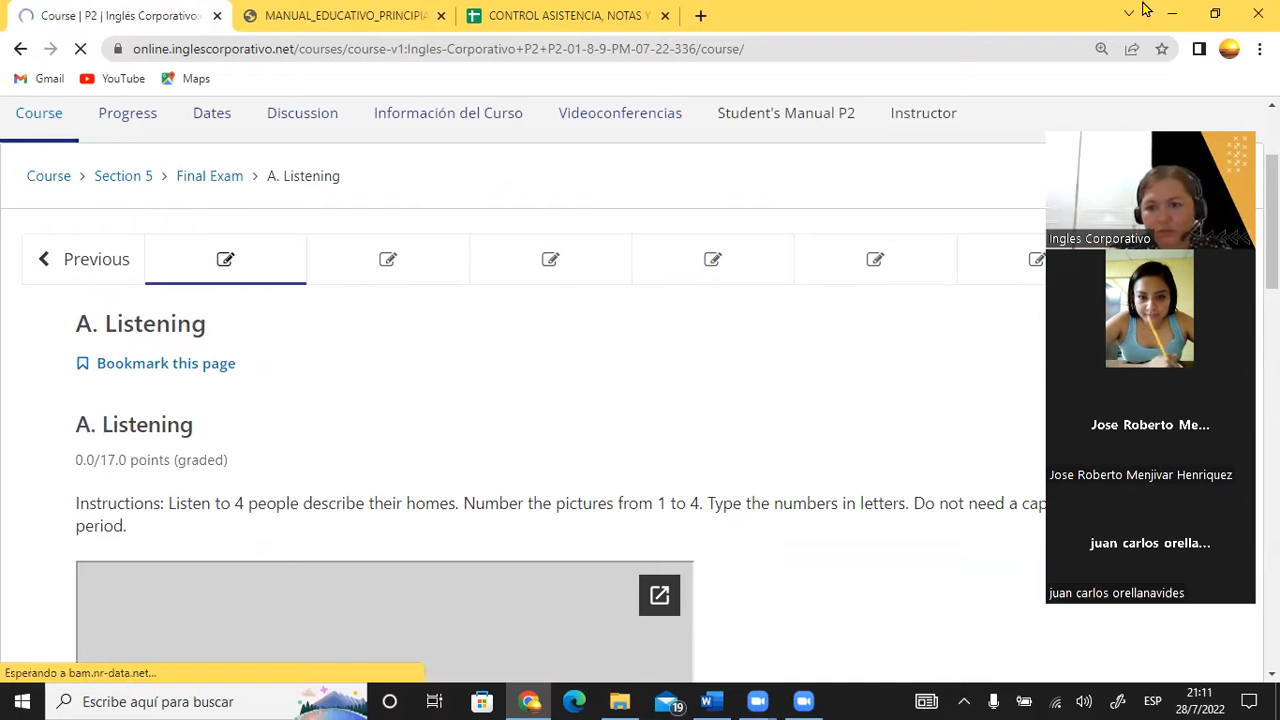 Course | P2 | Inglés Corporativo
MANUAL_EDUCATIVO_PRINCIPIA
CONTROL ASISTENCIA, NOTAS Y
online.inglescorporativo.net/courses/course-v1:Ingles-Corporativo+P2+P2-01-8-9-PM-07-22-336/course/
Gmail
YouTube
Maps
Course
Progress
Dates
Discussion
Información del Curso
Videoconferencias
Student's Manual P2
Instructor
Course > Section 5 > Final Exam > A. Listening
Previous
A. Listening
Bookmark this page
A. Listening
0.0/17.0 points (graded)
Instructions: Listen to 4 people describe their homes. Number the pictures from 1 to 4. Type the numbers in letters. Do not need a cap
period.
Ingles Corporativo
Jose Roberto Me...
Jose Roberto Menjivar Henriquez
juan carlos orella...
juan carlos orellanavides
Esperando a bam.nr-data.net...
Escribe aquí para buscar
19
ESP
21:11
28/7/2022